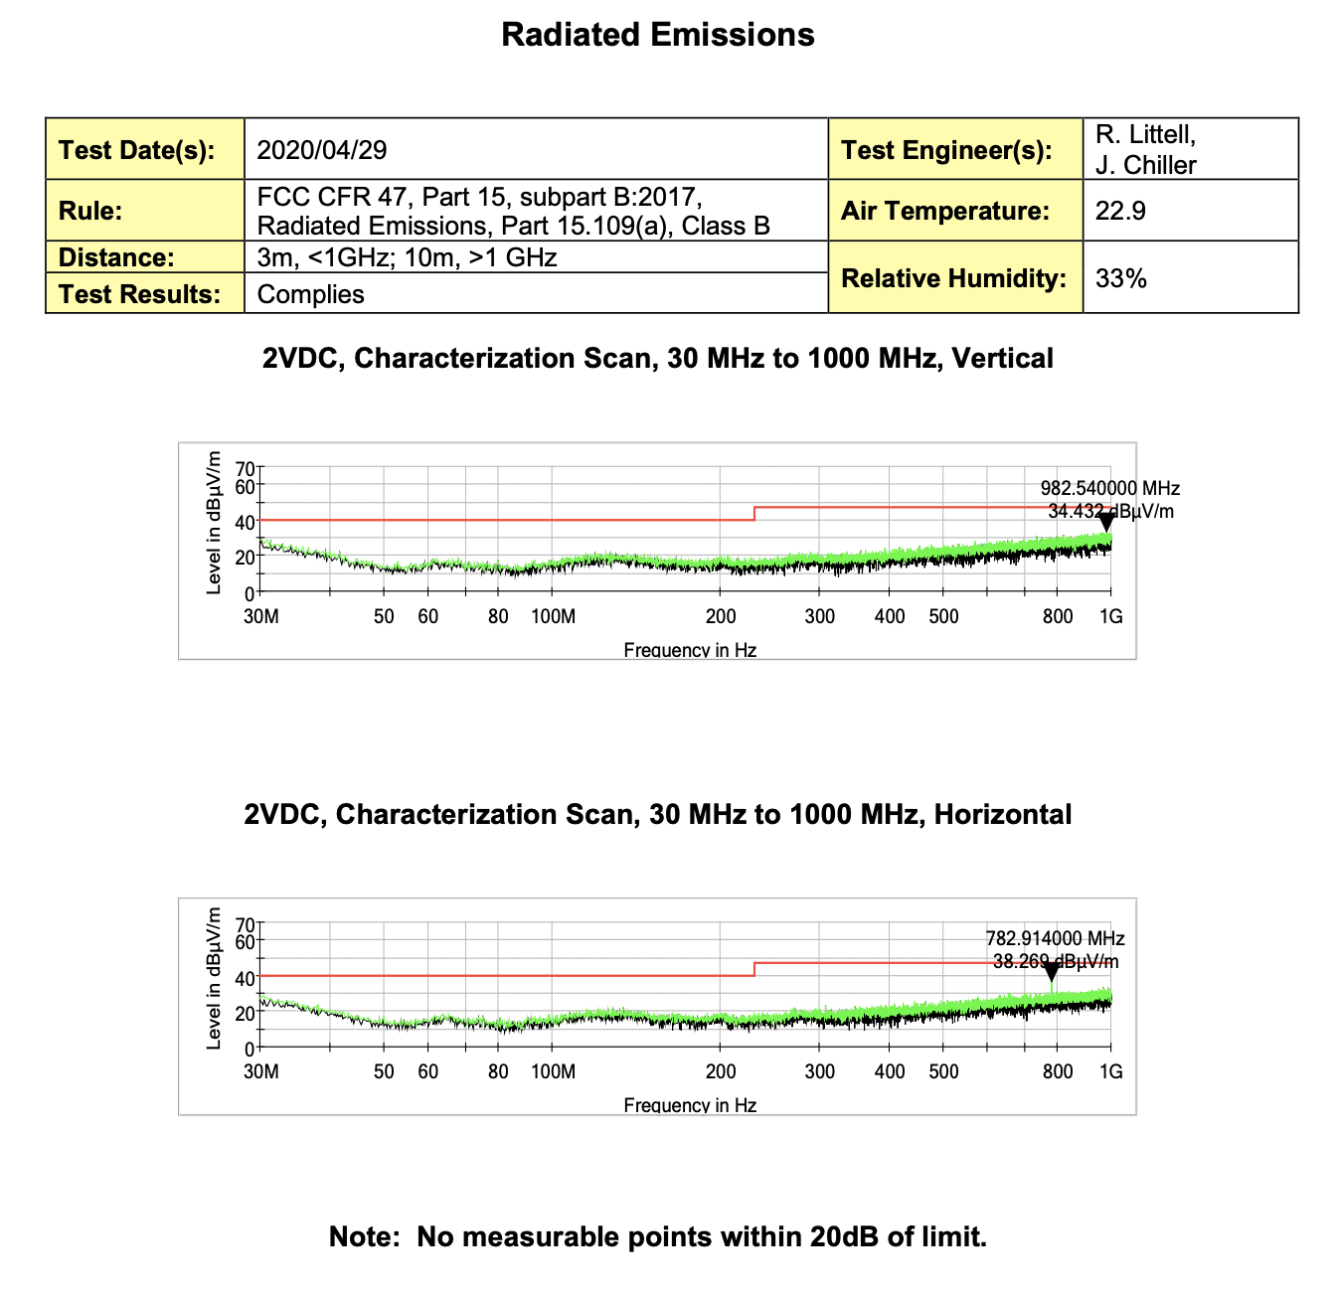 Radiated Emissions
Test Date(s): 2020/04/29 Test Engineer(s): R. Littell,
J. Chiller
Rule: FCC CFR 47, Part 15, subpart B:2017,
Radiated Emissions, Part 15.109(a), Class B
Air Temperature: 22.9
Distance: 3m, <1GHz; 10m, >1 GHz
Relative Humidity: 33%
Test Results: Complies
2VDC, Characterization Scan, 30 MHz to 1000 MHz, Vertical
Level in dBµV/m
70
60
40
20
0
982.540000 MHz
34.432 dBµV/m
30M 50 60 80 100M 200 300 400 500 800 1G
Frequency in Hz
2VDC, Characterization Scan, 30 MHz to 1000 MHz, Horizontal
Level in dBµV/m
70
60
40
20
0
782.914000 MHz
38.269 dBµV/m
30M 50 60 80 100M 200 300 400 500 800 1G
Frequency in Hz
Note: No measurable points within 20dB of limit.